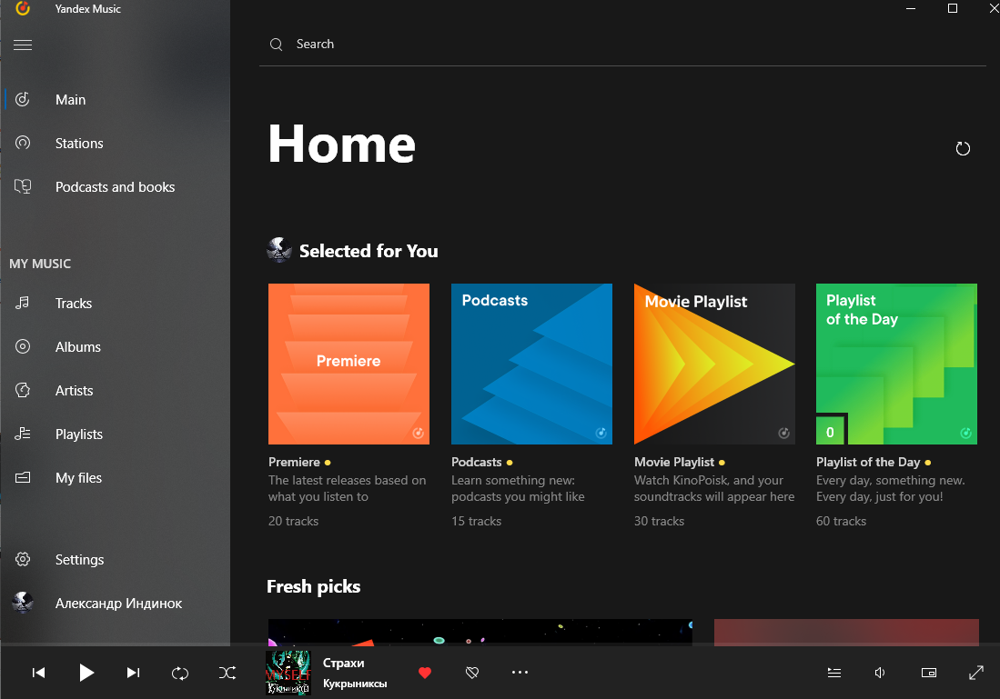 Yandex Music
Search
Main
Stations
Podcasts and books
MY MUSIC
Tracks
Albums
Artists
Playlists
My files
Settings
Александр Индинок
Home
Selected for You
Premiere
Podcasts
Movie Playlist
Playlist
of the Day
0
Premiere
The latest releases based on
what you listen to
20 tracks
Podcasts
Learn something new:
podcasts you might like
15 tracks
Movie Playlist
Watch KinoPoisk, and your
soundtracks will appear here
30 tracks
Playlist of the Day
Every day, something new.
Every day, just for you!
60 tracks
Fresh picks
MYSELF
Кукрыниксы
Страхи
Кукрыниксы